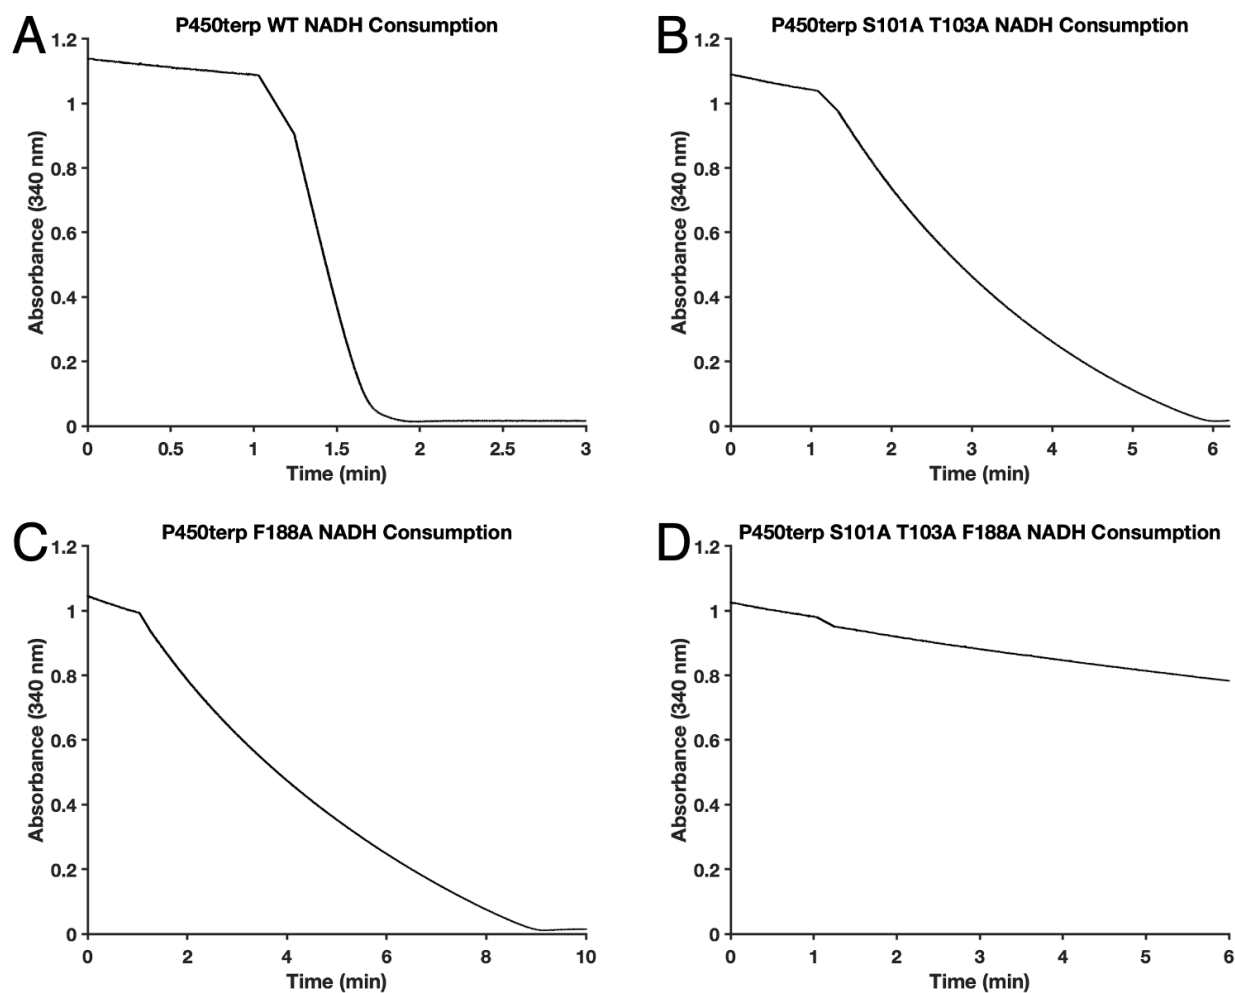 A
P450terp WT NADH Consumption
1.2
1
0.8
0.6
0.4
0.2
0
Absorbance (340 nm)
0 0.5 1 1.5 2 2.5 3
Time (min)
B
P450terp S101A T103A NADH Consumption
1.2
1
0.8
0.6
0.4
0.2
0
Absorbance (340 nm)
0 1 2 3 4 5 6
Time (min)
C
P450terp F188A NADH Consumption
1.2
1
0.8
0.6
0.4
0.2
0
Absorbance (340 nm)
0 2 4 6 8 10
Time (min)
D
P450terp S101A T103A F188A NADH Consumption
1.2
1
0.8
0.6
0.4
0.2
0
Absorbance (340 nm)
0 1 2 3 4 5 6
Time (min)